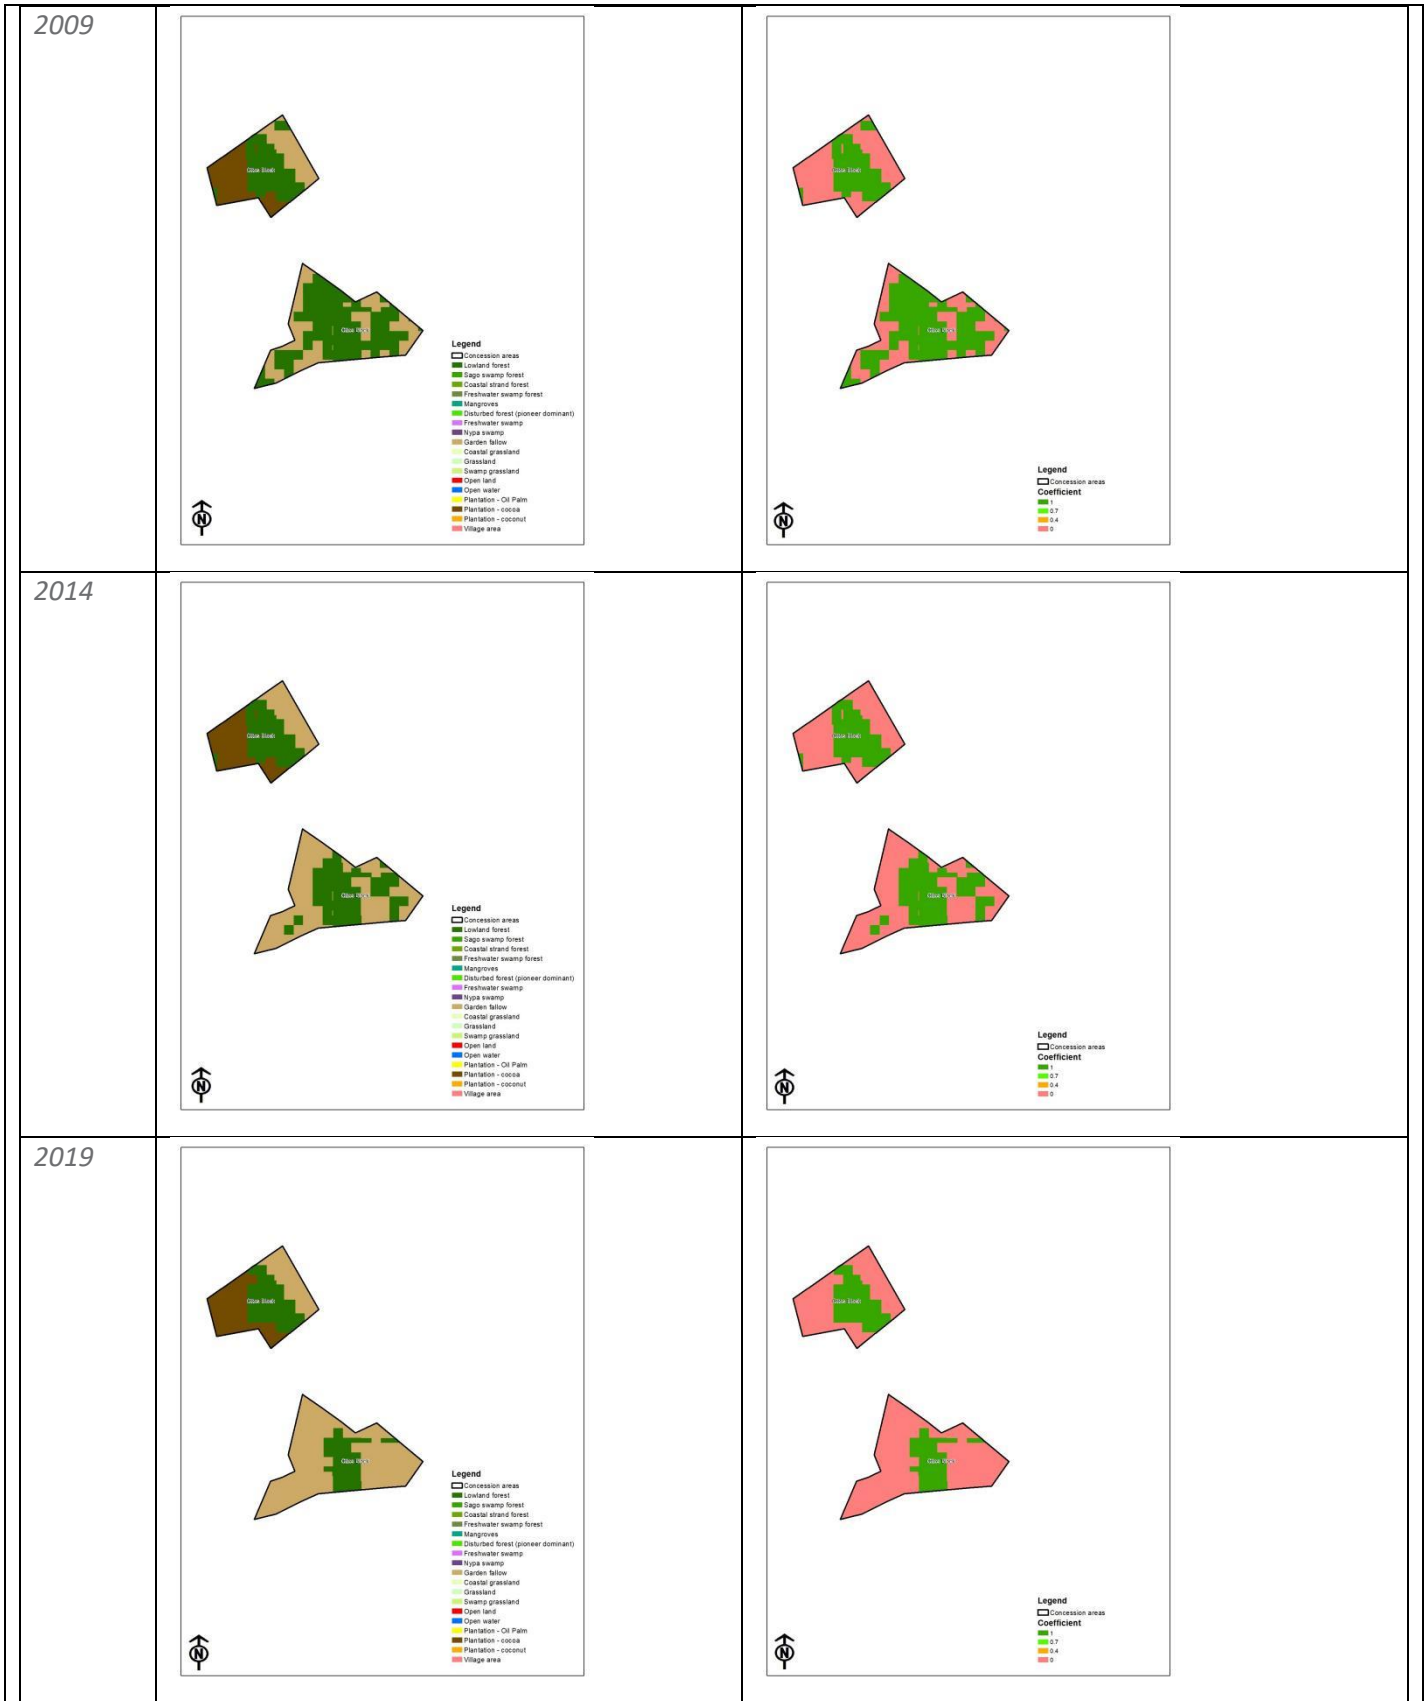 2009
Legend
Concession areas
Lowland forest
Sago swamp forest
Coastal strand forest
Freshwater swamp forest
Mangroves
Disturbed forest (pioneer dominant)
Freshwater swamp
Nypa swamp
Garden fallow
Coastal grassland
Grassland
Swamp grassland
Open land
Open water
Plantation - Oil Palm
Plantation - cocoa
Plantation - coconut
Village area
N
Legend
Concession areas
Coefficient
1
0.7
0.4
0
N
2014
Legend
Concession areas
Lowland forest
Sago swamp forest
Coastal strand forest
Freshwater swamp forest
Mangroves
Disturbed forest (pioneer dominant)
Freshwater swamp
Nypa swamp
Garden fallow
Coastal grassland
Grassland
Swamp grassland
Open land
Open water
Plantation - Oil Palm
Plantation - cocoa
Plantation - coconut
Village area
N
Legend
Concession areas
Coefficient
1
0.7
0.4
0
N
2019
Legend
Concession areas
Lowland forest
Sago swamp forest
Coastal strand forest
Freshwater swamp forest
Mangroves
Disturbed forest (pioneer dominant)
Freshwater swamp
Nypa swamp
Garden fallow
Coastal grassland
Grassland
Swamp grassland
Open land
Open water
Plantation - Oil Palm
Plantation - cocoa
Plantation - coconut
Village area
N
Legend
Concession areas
Coefficient
1
0.7
0.4
0
N